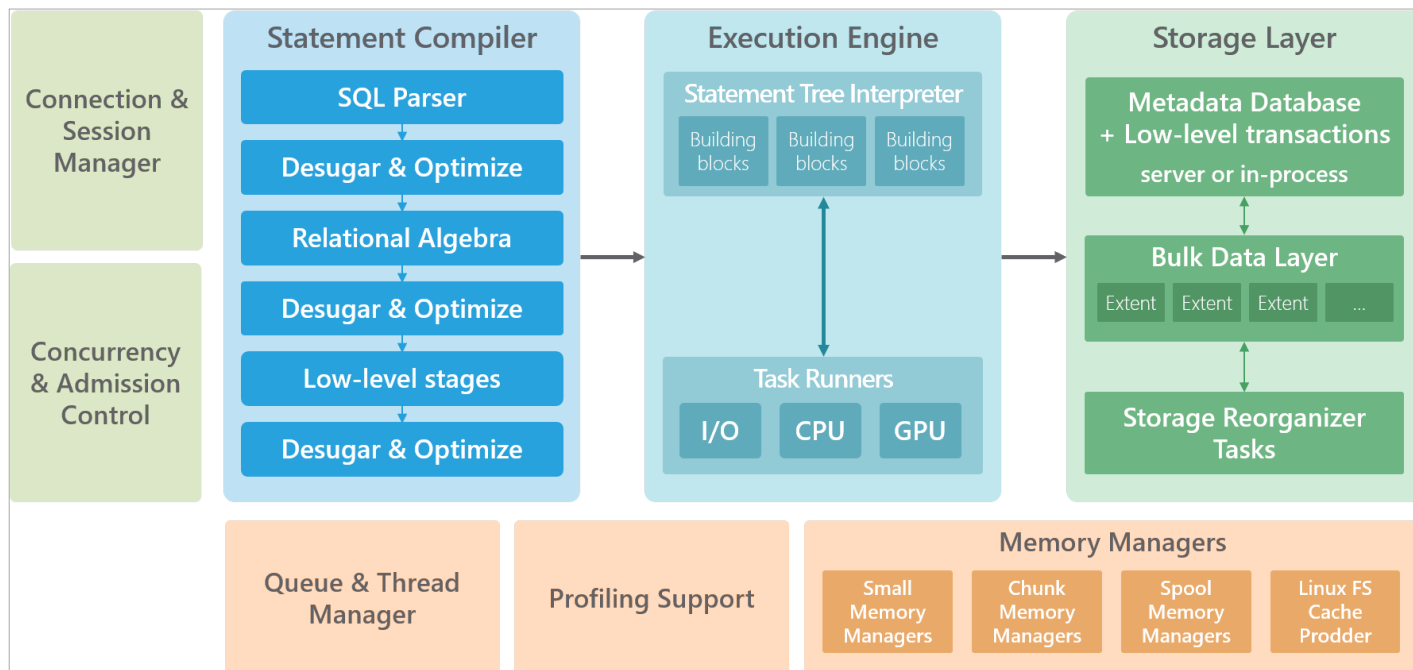 Connection &
Session
Manager
Concurrency
& Admission
Control
Statement Compiler
SQL Parser
Desugar & Optimize
Relational Algebra
Desugar & Optimize
Low-level stages
Desugar & Optimize
Execution Engine
Statement Tree Interpreter
Building
blocks
Building
blocks
Building
blocks
Task Runners
I/O
CPU
GPU
Storage Layer
Metadata Database
+ Low-level transactions
server or in-process
Bulk Data Layer
Extent
Extent
Extent
...
Storage Reorganizer
Tasks
Queue & Thread
Manager
Profiling Support
Memory Managers
Small
Memory
Managers
Chunk
Memory
Managers
Spool
Memory
Managers
Linux FS
Cache
Prodder